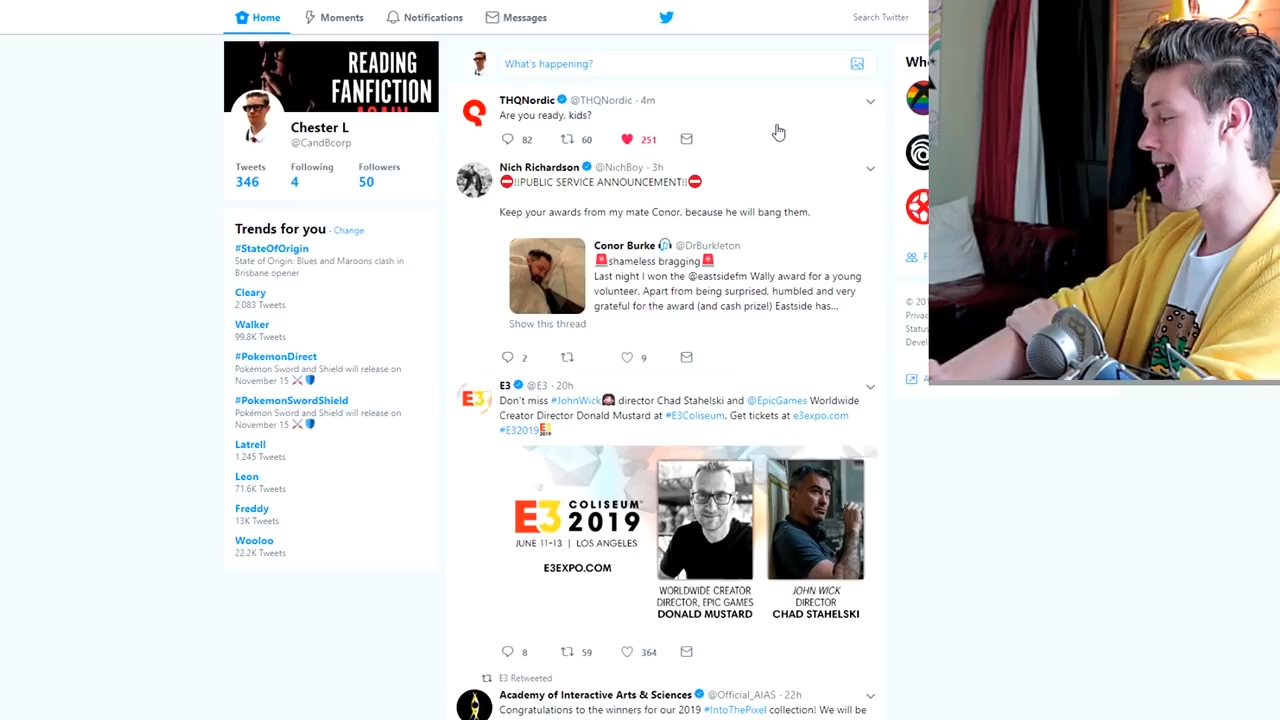 Home
Moments
Notifications
Messages
Search Twitter
READING
FANFICTION
AGAIN
Chester L
@CandBcorp
Tweets
Following
Followers
346
4
50
Trends for you · Change
#StateOfOrigin
State of Origin: Blues and Maroons clash in
Brisbane opener
Cleary
2,083 Tweets
Walker
99.8K Tweets
#PokemonDirect
Pokémon Sword and Shield will release on
November 15
#PokemonSwordShield
Pokémon Sword and Shield will release on
November 15
Latrell
1,245 Tweets
Leon
71.6K Tweets
Freddy
13K Tweets
Wooloo
22.2K Tweets
What's happening?
THQNordic @THQNordic · 4m
Are you ready, kids?
82
60
251
Nich Richardson @NichBoy · 3h
!!PUBLIC SERVICE ANNOUNCEMENT!!
Keep your awards from my mate Conor, because he will bang them.
Conor Burke @DrBurkleton
shameless bragging
Last night I won the @eastsidefm Wally award for a young
volunteer. Apart from being surprised, humbled and very
grateful for the award (and cash prize!) Eastside has...
Show this thread
2
9
E3 @E3 · 20h
Don't miss #JohnWick director Chad Stahelski and @EpicGames Worldwide
Creator Director Donald Mustard at #E3Coliseum. Get tickets at e3expo.com
#E32019
E3 COLISEUM
2019
JUNE 11-13 | LOS ANGELES
E3EXPO.COM
WORLDWIDE CREATOR
DIRECTOR, EPIC GAMES
DONALD MUSTARD
JOHN WICK
DIRECTOR
CHAD STAHELSKI
8
59
364
E3 Retweeted
Academy of Interactive Arts & Sciences @Official_AIAS · 22h
Congratulations to the winners for our 2019 #IntoThePixel collection! We will be